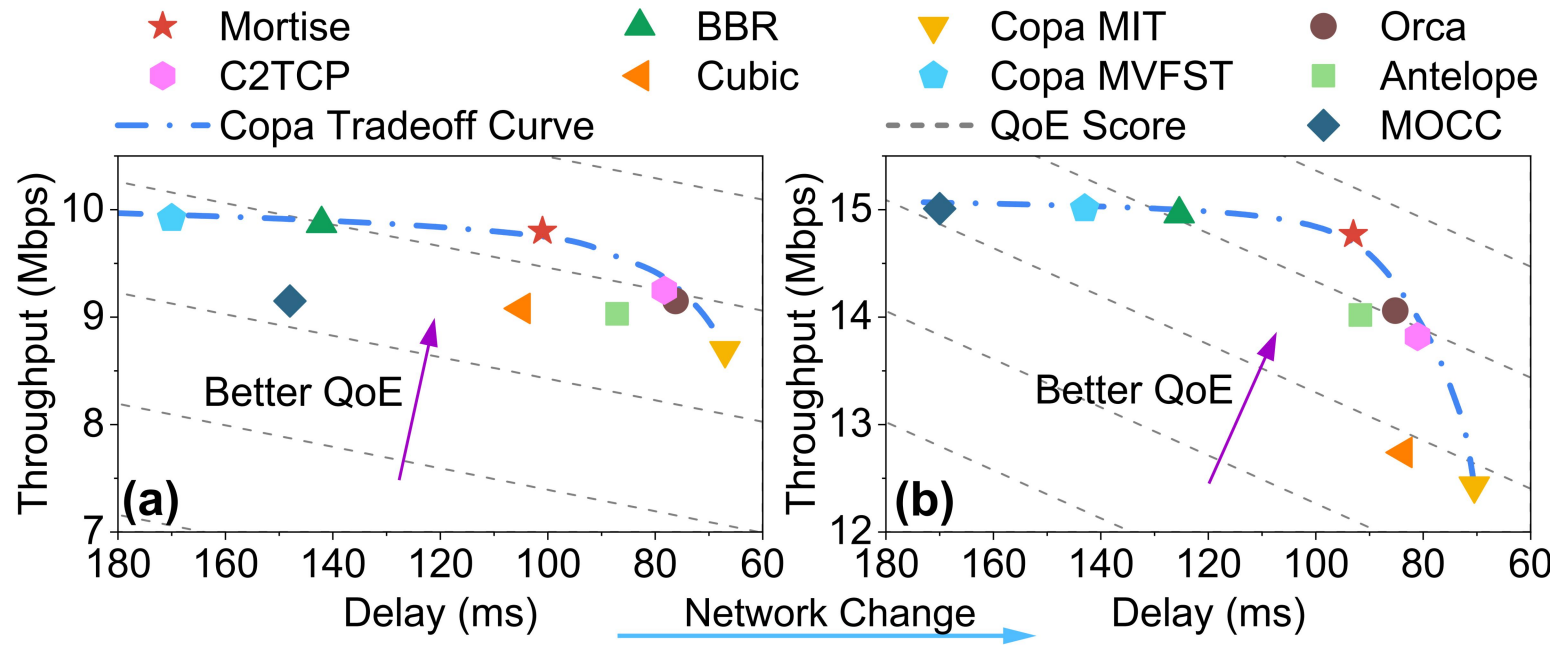 Mortise BBR Copa MIT Orca
C2TCP Cubic Copa MVFST Antelope
Copa Tradeoff Curve QoE Score MOCC
Throughput (Mbps)
10
9
8
7
Better QoE
(a)
180 160 140 120 100 80 60
Delay (ms)
Throughput (Mbps)
15
14
13
12
Better QoE
(b)
180 160 140 120 100 80 60
Delay (ms)
Network Change